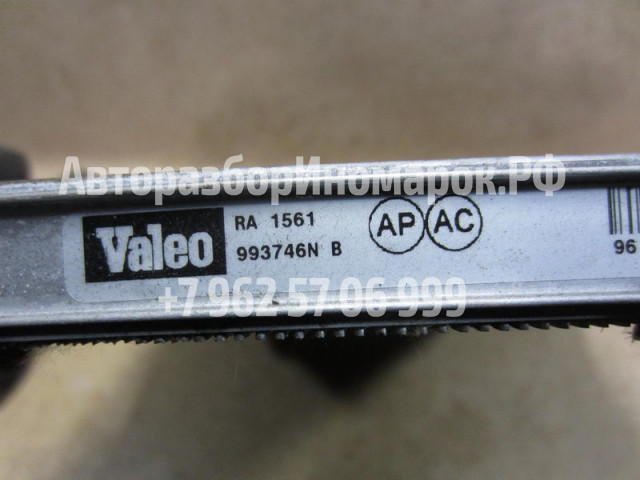 АвторазборИномарок.РФ
Valeo
RA 1561
993746N B
AP
AC
96
+7 962 57 06 999